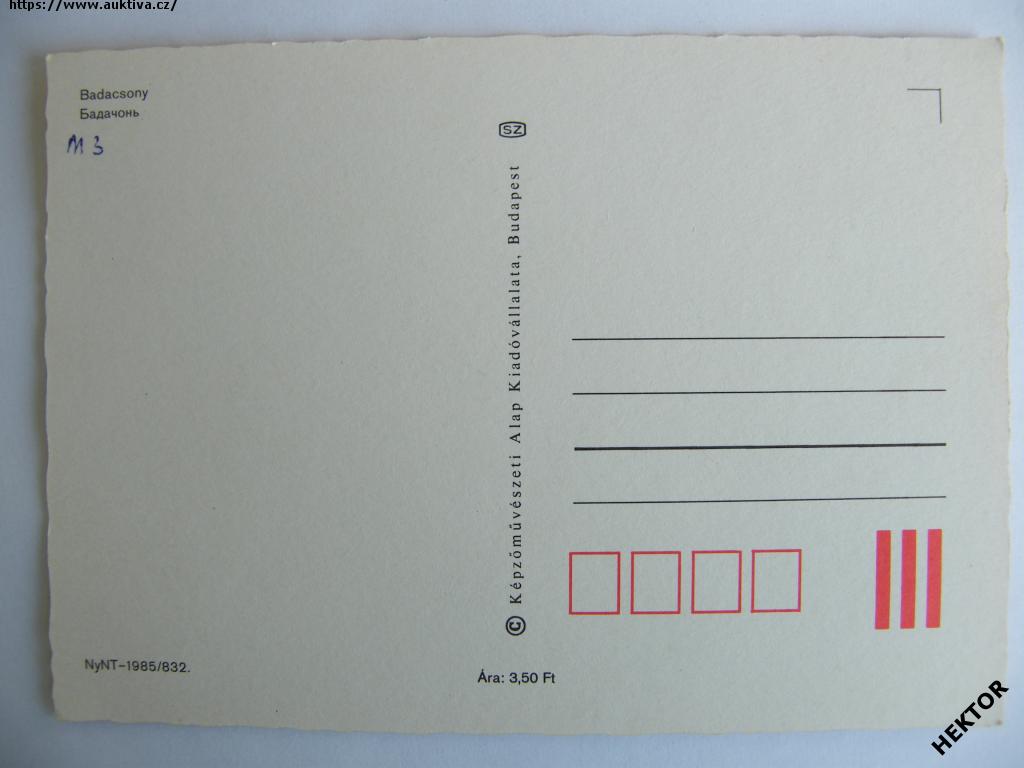 https://www.auktiva.cz/
Badacsony
Бадачонь
M 3
SZ
© Képzőművészeti Alap Kiadóvállalata, Budapest
NyNT-1985/832.
Ára: 3,50 Ft
HEKTOR